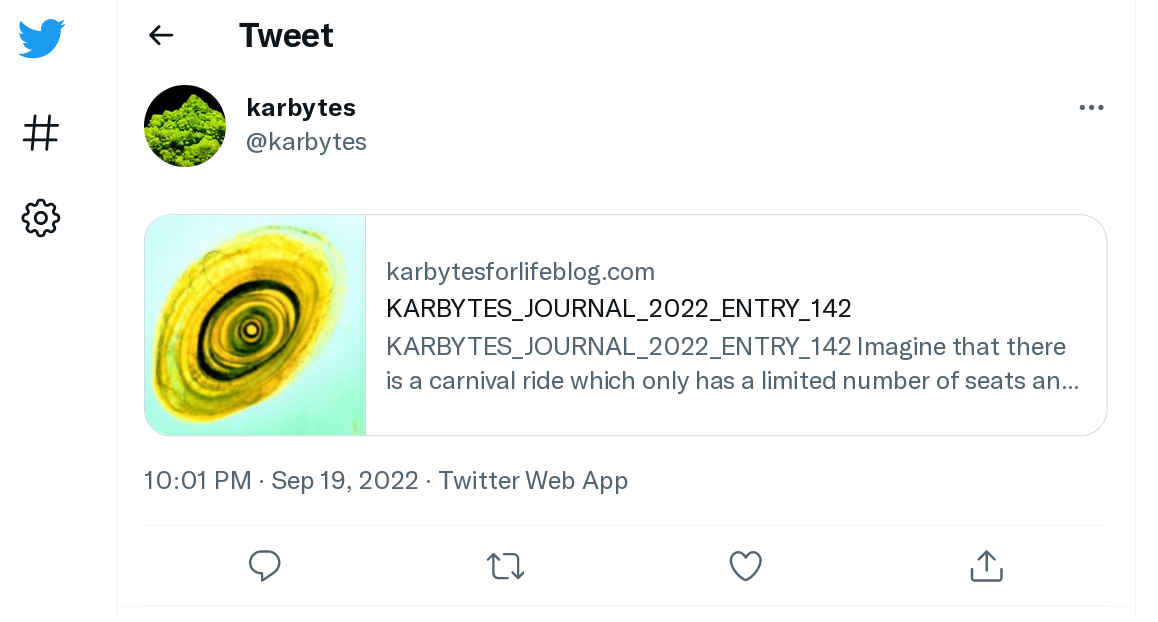 Tweet
karbytes
@karbytes
karbytesforlifeblog.com
KARBYTES_JOURNAL_2022_ENTRY_142
KARBYTES_JOURNAL_2022_ENTRY_142 Imagine that there
is a carnival ride which only has a limited number of seats an...
10:01 PM · Sep 19, 2022 · Twitter Web App